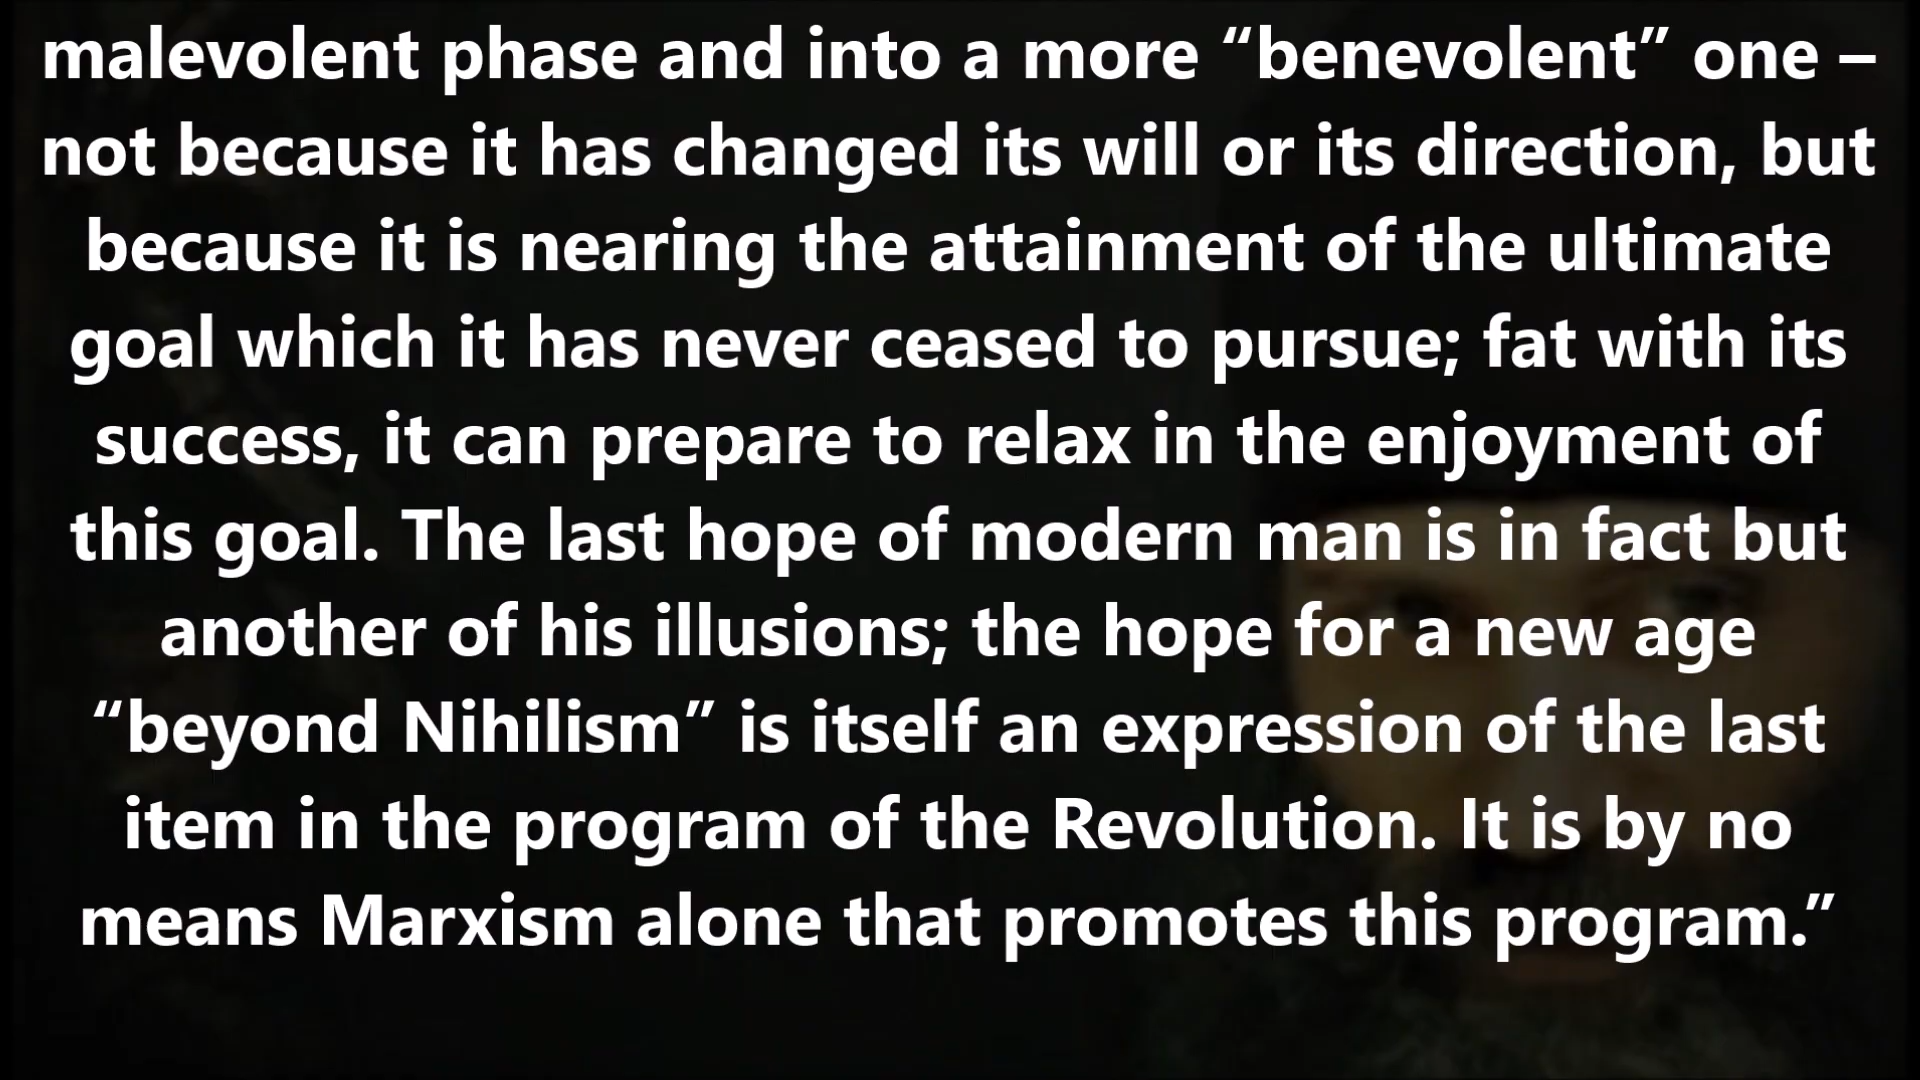 malevolent phase and into a more “benevolent” one –
not because it has changed its will or its direction, but
because it is nearing the attainment of the ultimate
goal which it has never ceased to pursue; fat with its
success, it can prepare to relax in the enjoyment of
this goal. The last hope of modern man is in fact but
another of his illusions; the hope for a new age
“beyond Nihilism” is itself an expression of the last
item in the program of the Revolution. It is by no
means Marxism alone that promotes this program.”